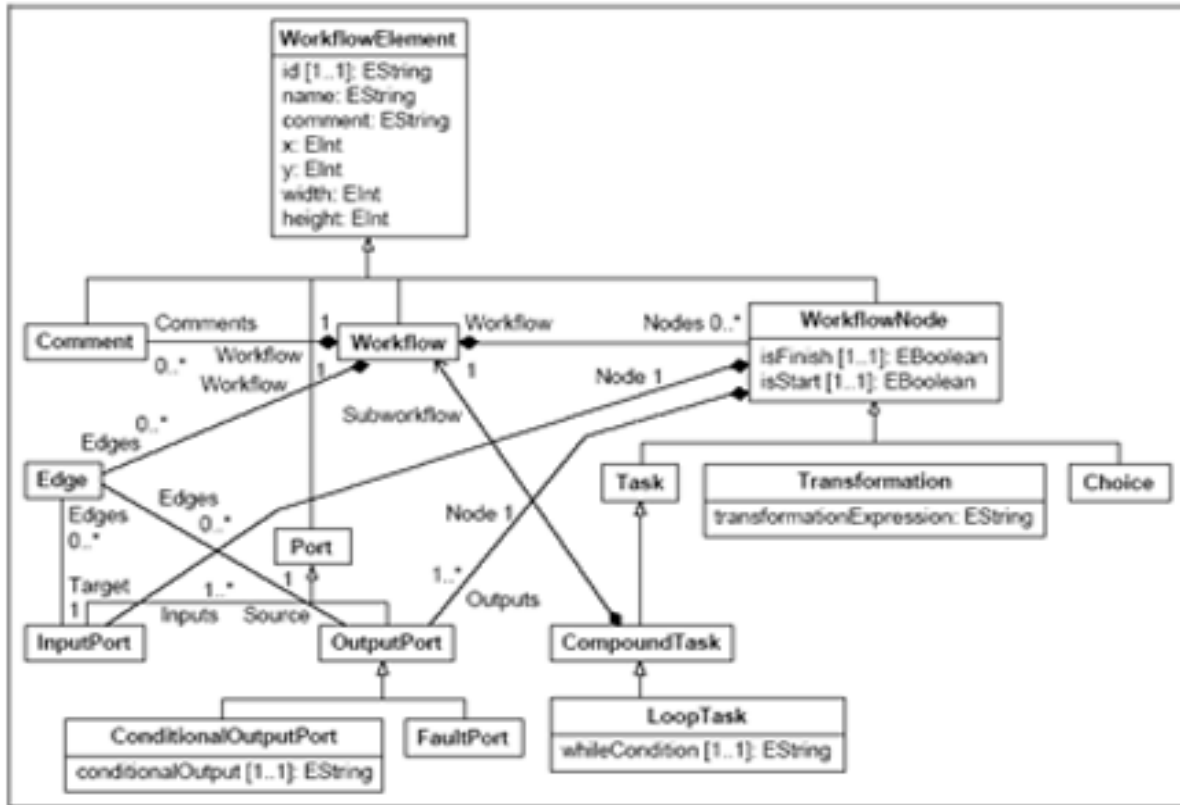 WorkflowElement
id [1..1]: EString
name: EString
comment: EString
x: EInt
y: EInt
width: EInt
height: EInt
Comment
Comments
0..*
1
Workflow
Workflow
Workflow
1
Workflow
1
Nodes 0..*
WorkflowNode
isFinish [1..1]: EBoolean
isStart [1..1]: EBoolean
Node 1
Subworkflow
0..*
Edges
Edge
Edges
0..*
Edges
0..*
Port
Node 1
Task
Transformation
transformationExpression: EString
Choice
Target
1
1..*
Inputs
1
Source
1..*
Outputs
InputPort
OutputPort
CompoundTask
ConditionalOutputPort
conditionalOutput [1..1]: EString
FaultPort
LoopTask
whileCondition [1..1]: EString